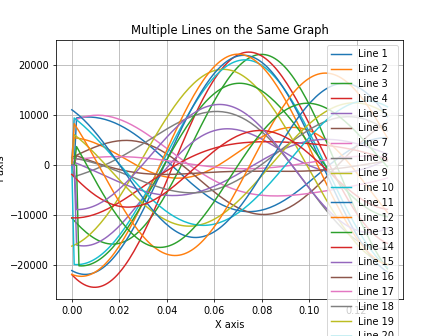 Multiple Lines on the Same Graph
20000
10000
0
−10000
−20000
0.00
0.02
0.04
0.06
0.08
0.10
X axis
axis
Line 1
Line 2
Line 3
Line 4
Line 5
Line 6
Line 7
Line 8
Line 9
Line 10
Line 11
Line 12
Line 13
Line 14
Line 15
Line 16
Line 17
Line 18
Line 19
Line 20